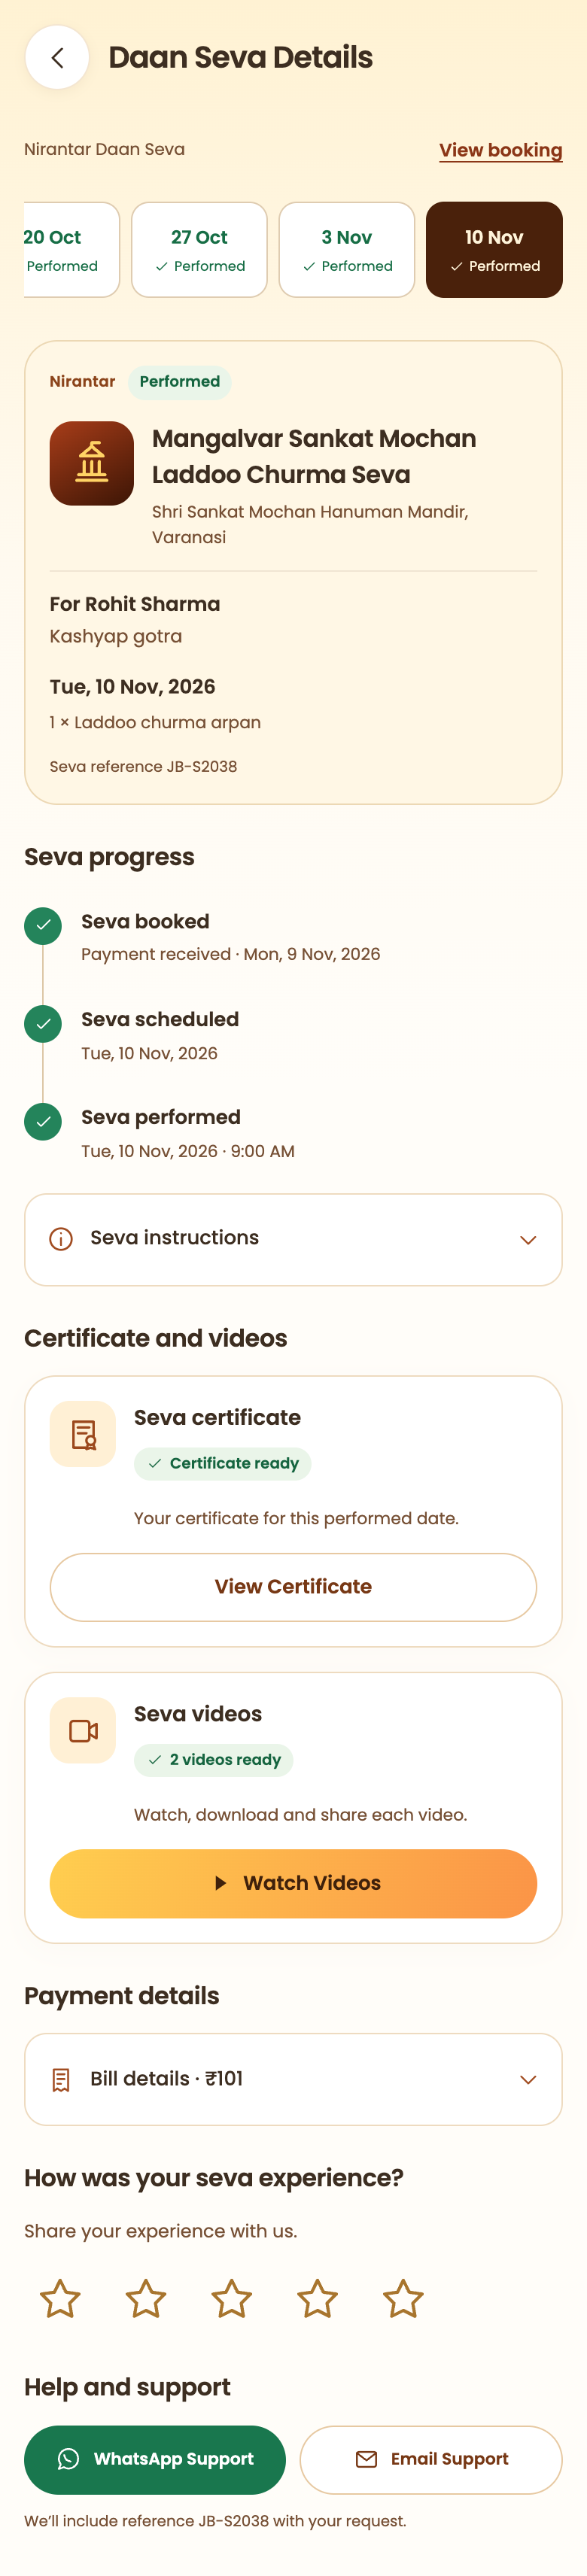 Daan Seva Details
Nirantar Daan Seva
View booking
20 Oct
Performed
27 Oct
Performed
3 Nov
Performed
10 Nov
Performed
Nirantar
Performed
Mangalvar Sankat Mochan
Laddoo Churma Seva
Shri Sankat Mochan Hanuman Mandir,
Varanasi
For Rohit Sharma
Kashyap gotra
Tue, 10 Nov, 2026
1 × Laddoo churma arpan
Seva reference JB-S2038
Seva progress
Seva booked
Payment received · Mon, 9 Nov, 2026
Seva scheduled
Tue, 10 Nov, 2026
Seva performed
Tue, 10 Nov, 2026 · 9:00 AM
Seva instructions
Certificate and videos
Seva certificate
Certificate ready
Your certificate for this performed date.
View Certificate
Seva videos
2 videos ready
Watch, download and share each video.
Watch Videos
Payment details
Bill details · ₹101
How was your seva experience?
Share your experience with us.
Help and support
WhatsApp Support
Email Support
We'll include reference JB-S2038 with your request.